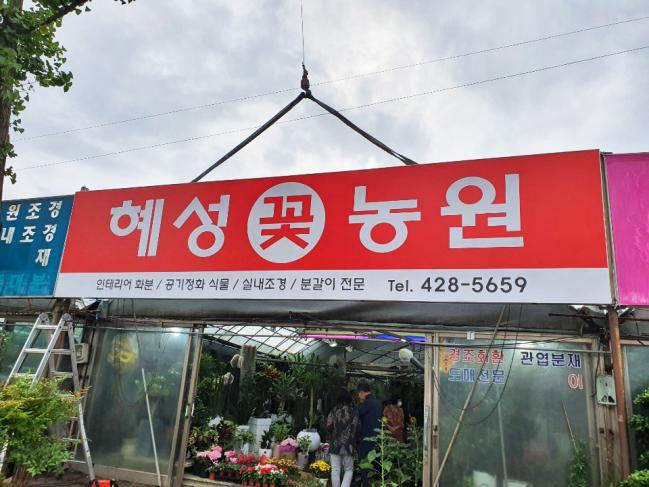 혜성 꽃 농원
인테리어 화분 / 공기정화 식물 / 실내조경 / 분갈이 전문 Tel. 428-5659
원조경
내조경
재
경조화환 관엽분재
도매전문 이